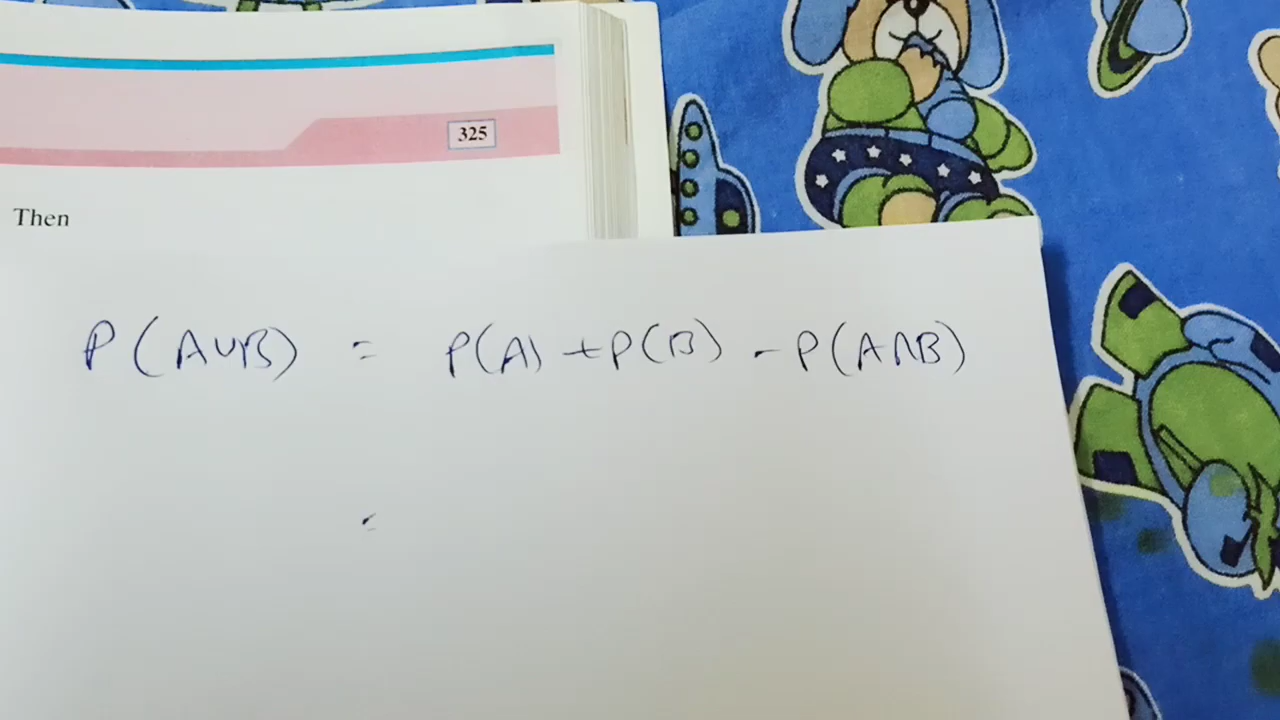 325
Then
P(A∪B) = P(A) + P(B) - P(A∩B)
=